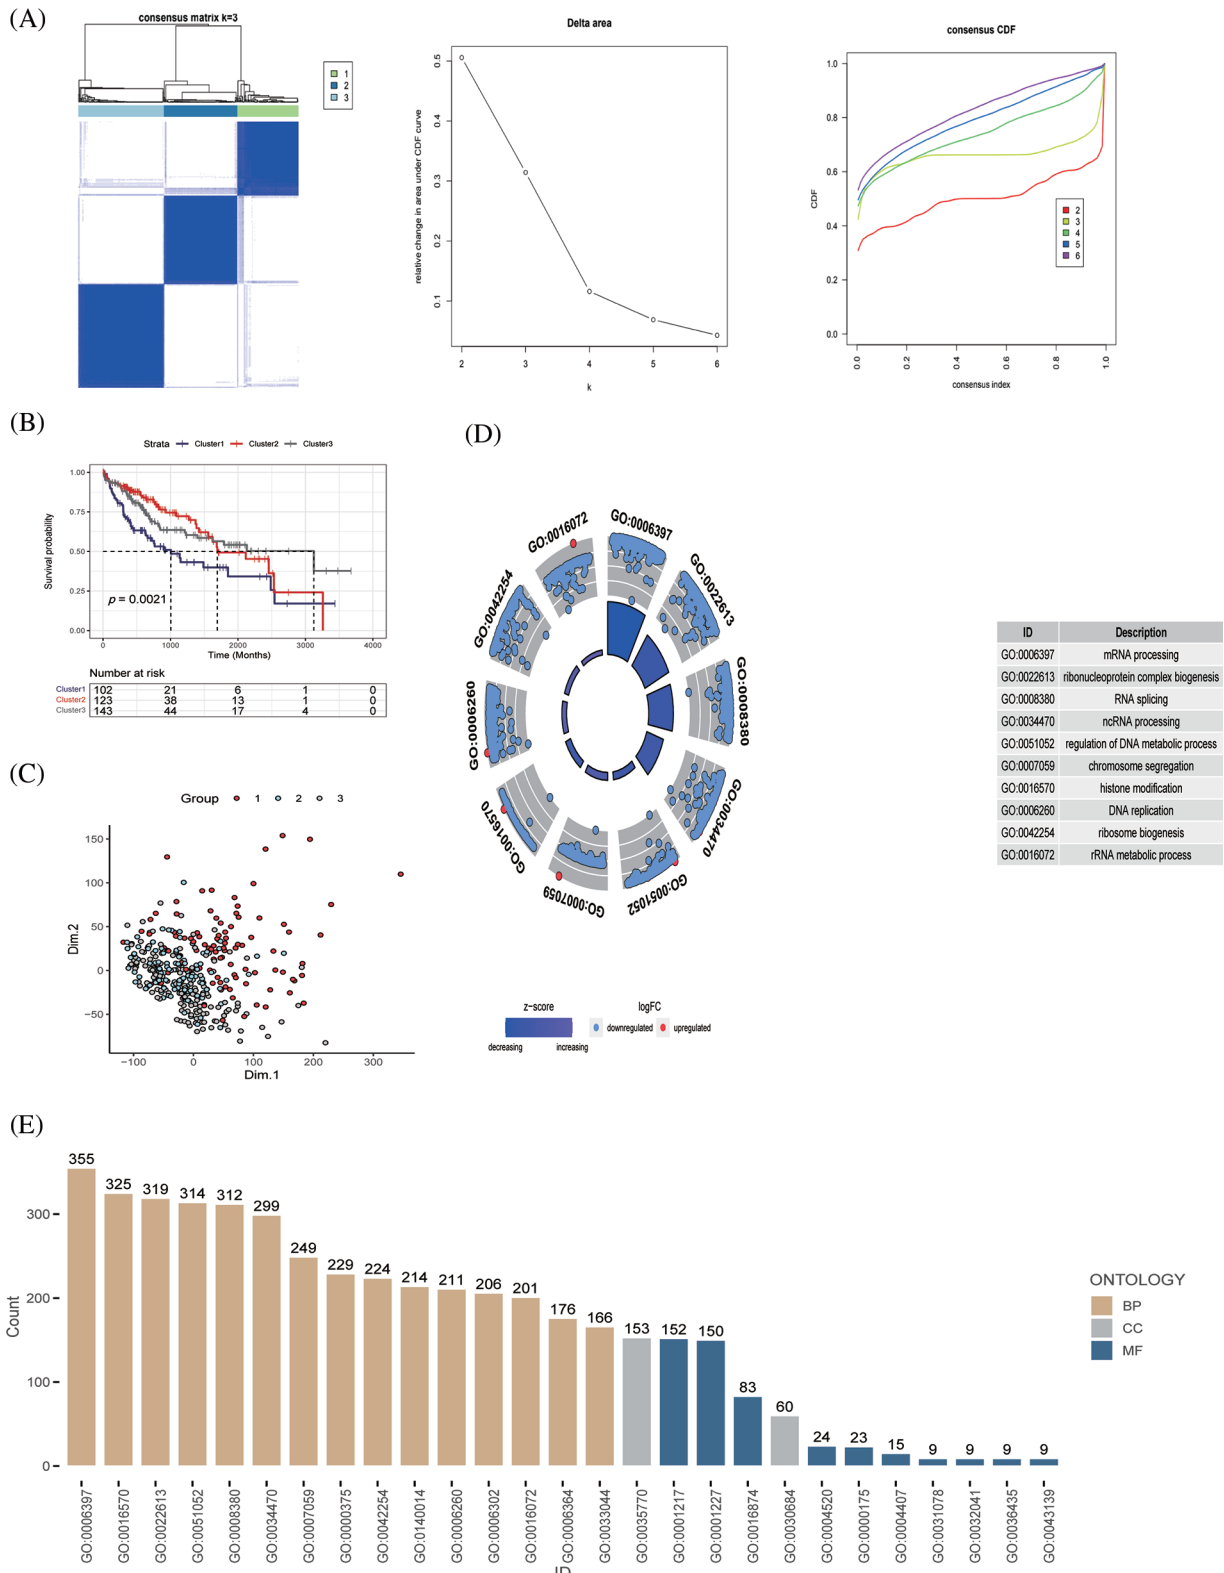 (A)
consensus matrix k=3
1
2
3
Delta area
relative change in area under CDF curve
0.5
0.4
0.3
0.2
0.1
2 3 4 5 6
k
consensus CDF
CDF
1.0
0.8
0.6
0.4
0.2
0.0
2
3
4
5
6
0.0 0.2 0.4 0.6 0.8 1.0
consensus index
(B)
Strata Cluster1 Cluster2 Cluster3
Survival probability
1.00
0.75
0.50
0.25
0.00
p = 0.0021
0 1000 2000 3000 4000
Time (Months)
Number at risk
Cluster1 102 21 6 1 0
Cluster2 123 38 13 1 0
Cluster3 143 44 17 4 0
(C)
Group 1 2 3
Dim.2
150
100
50
0
−50
−100 0 100 200 300
Dim.1
(D)
GO:0006397
GO:0022613
GO:0008380
GO:0034470
GO:0051052
GO:0007059
GO:0016570
GO:0006260
GO:0042254
GO:0016072
z−score
decreasing increasing
logFC
downregulated upregulated
ID Description
GO:0006397 mRNA processing
GO:0022613 ribonucleoprotein complex biogenesis
GO:0008380 RNA splicing
GO:0034470 ncRNA processing
GO:0051052 regulation of DNA metabolic process
GO:0007059 chromosome segregation
GO:0016570 histone modification
GO:0006260 DNA replication
GO:0042254 ribosome biogenesis
GO:0016072 rRNA metabolic process
(E)
Count
300
200
100
0
355 325 319 314 312 299 249 229 224 214 211 206 201 176 166 153 152 150 83 60 24 23 15 9 9 9 9
GO:0006397
GO:0016570
GO:0022613
GO:0051052
GO:0008380
GO:0034470
GO:0007059
GO:0000375
GO:0042254
GO:0140014
GO:0006260
GO:0006302
GO:0016072
GO:0006364
GO:0033044
GO:0035770
GO:0001217
GO:0001227
GO:0016874
GO:0030684
GO:0004520
GO:0000175
GO:0004407
GO:0031078
GO:0032041
GO:0036435
GO:0043139
ID
ONTOLOGY
BP
CC
MF